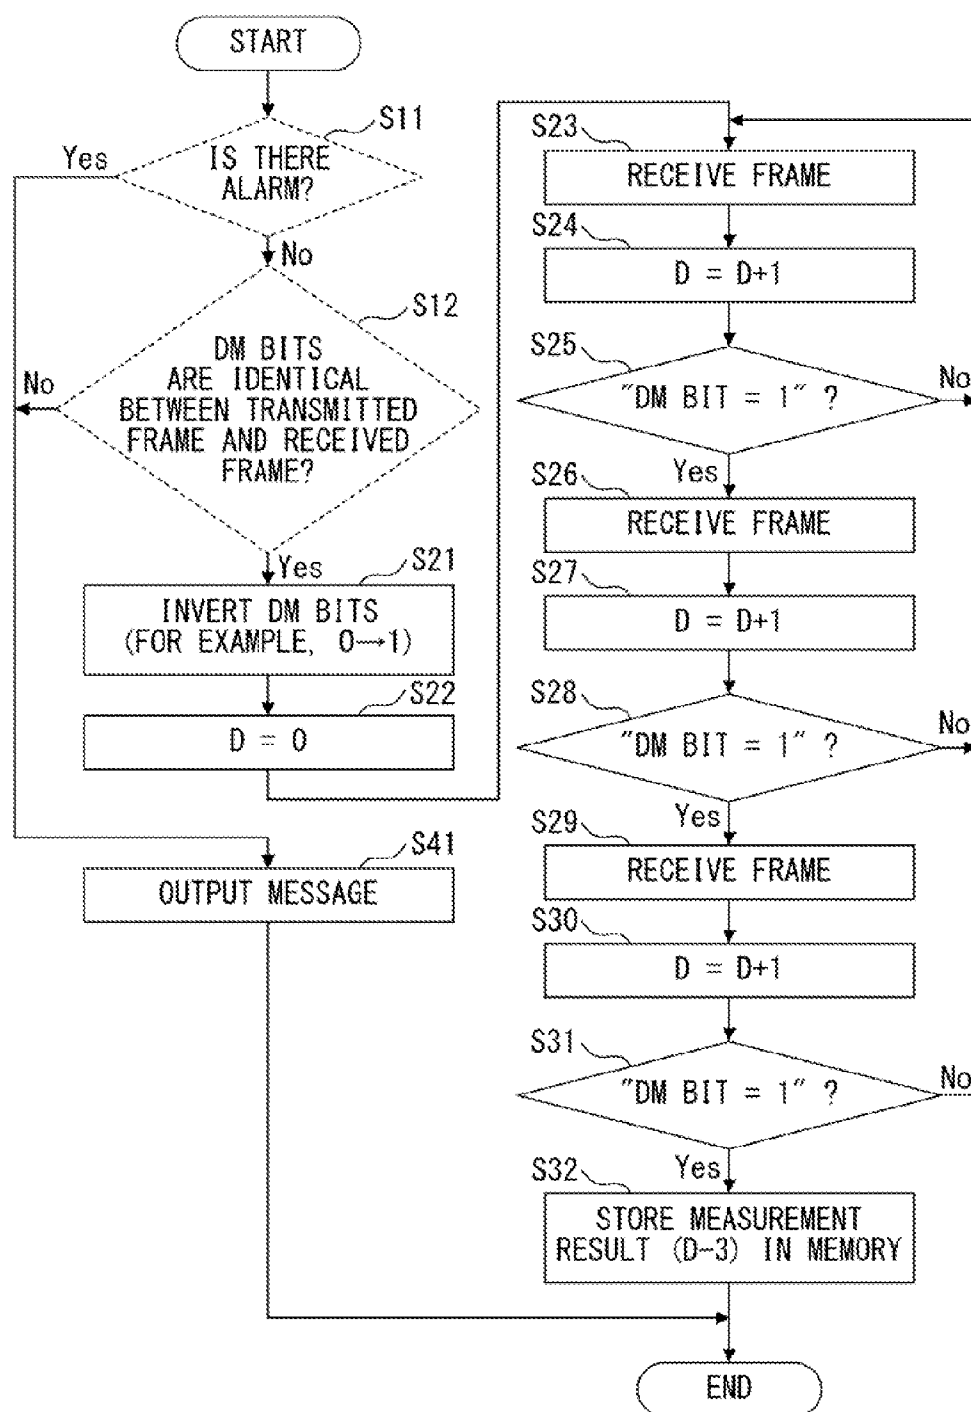 START
S11
Yes
IS THERE
ALARM?
No
S12
DM BITS
ARE IDENTICAL
BETWEEN TRANSMITTED
FRAME AND RECEIVED
FRAME?
No
Yes
S21
INVERT DM BITS
(FOR EXAMPLE, 0→1)
S22
D = 0
S41
OUTPUT MESSAGE
S23
RECEIVE FRAME
S24
D = D+1
S25
"DM BIT = 1" ?
No
Yes
S26
RECEIVE FRAME
S27
D = D+1
S28
"DM BIT = 1" ?
No
Yes
S29
RECEIVE FRAME
S30
D = D+1
S31
"DM BIT = 1" ?
No
Yes
S32
STORE MEASUREMENT
RESULT (D-3) IN MEMORY
END